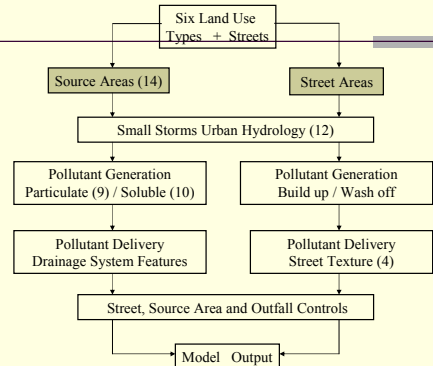 Six Land Use
Types + Streets
Source Areas (14)
Street Areas
Small Storms Urban Hydrology (12)
Pollutant Generation
Particulate (9) / Soluble (10)
Pollutant Generation
Build up / Wash off
Pollutant Delivery
Drainage System Features
Pollutant Delivery
Street Texture (4)
Street, Source Area and Outfall Controls
Model Output